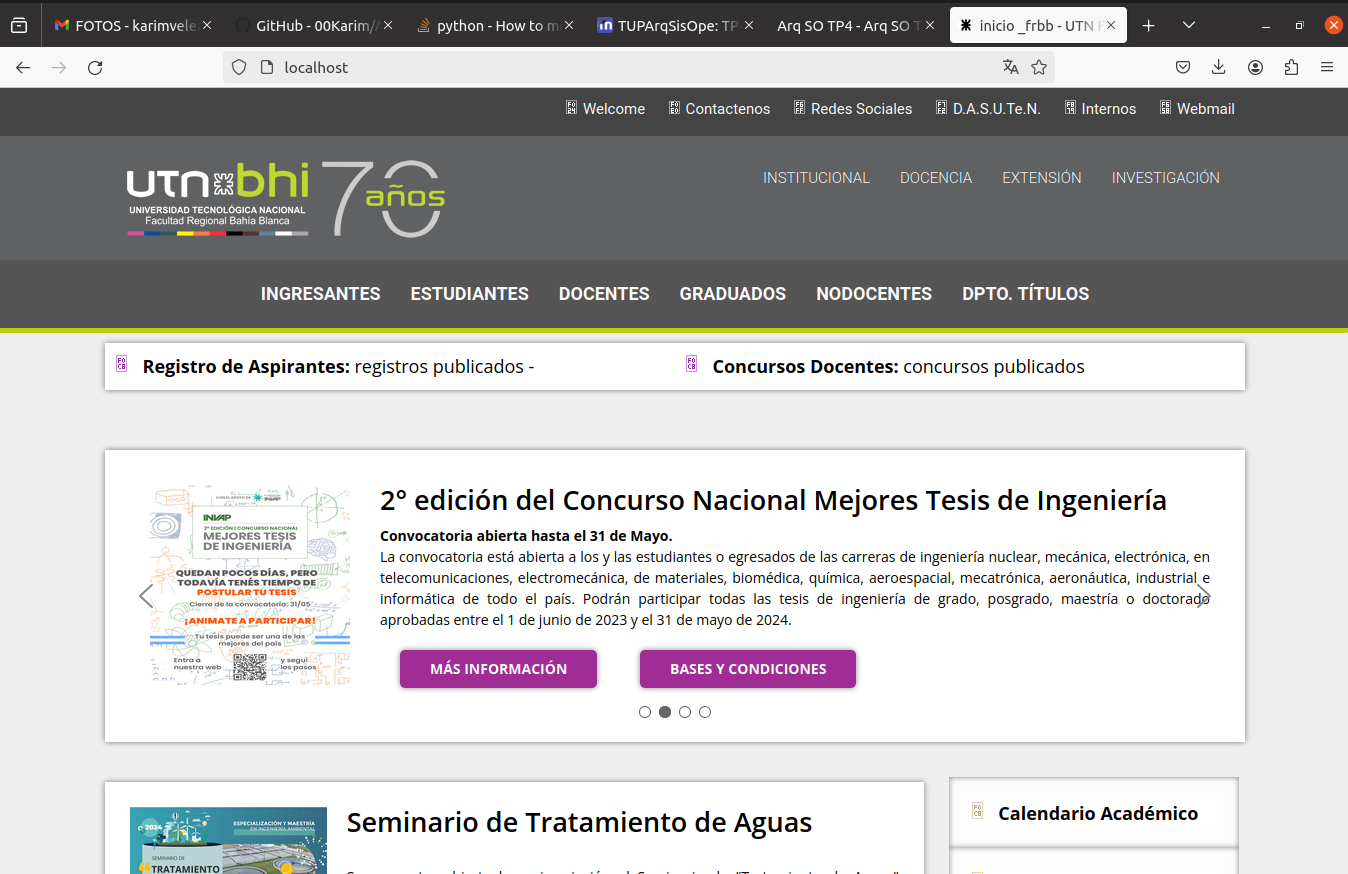 FOTOS - karimvele
GitHub - 00Karim/
python - How to m
TUPArqSisOpe: TP
Arq SO TP4 - Arq SO T
inicio _frbb - UTN F
localhost
Welcome
Contactenos
Redes Sociales
D.A.S.U.Te.N.
Internos
Webmail
utn bhi 70 años
UNIVERSIDAD TECNOLÓGICA NACIONAL
Facultad Regional Bahía Blanca
INSTITUCIONAL
DOCENCIA
EXTENSIÓN
INVESTIGACIÓN
INGRESANTES
ESTUDIANTES
DOCENTES
GRADUADOS
NODOCENTES
DPTO. TÍTULOS
Registro de Aspirantes: registros publicados -
Concursos Docentes: concursos publicados
INVAP
2° EDICIÓN | CONCURSO NACIONAL
MEJORES TESIS
DE INGENIERÍA
QUEDAN POCOS DÍAS, PERO
TODAVÍA TENÉS TIEMPO DE
POSTULAR TU TESIS
Cierre de la convocatoria: 31/05
¡ANIMATE A PARTICIPAR!
Tu tesis puede ser una de las
mejores del país
Entra a
nuestra web
y seguí
los pasos
2° edición del Concurso Nacional Mejores Tesis de Ingeniería
Convocatoria abierta hasta el 31 de Mayo.
La convocatoria está abierta a los y las estudiantes o egresados de las carreras de ingeniería nuclear, mecánica, electrónica, en
telecomunicaciones, electromecánica, de materiales, biomédica, química, aeroespacial, mecatrónica, aeronáutica, industrial e
informática de todo el país. Podrán participar todas las tesis de ingeniería de grado, posgrado, maestría o doctorado
aprobadas entre el 1 de junio de 2023 y el 31 de mayo de 2024.
MÁS INFORMACIÓN
BASES Y CONDICIONES
2024
ESPECIALIZACIÓN Y MAESTRÍA
EN INGENIERÍA AMBIENTAL
SEMINARIO DE
TRATAMIENTO
Seminario de Tratamiento de Aguas
Calendario Académico